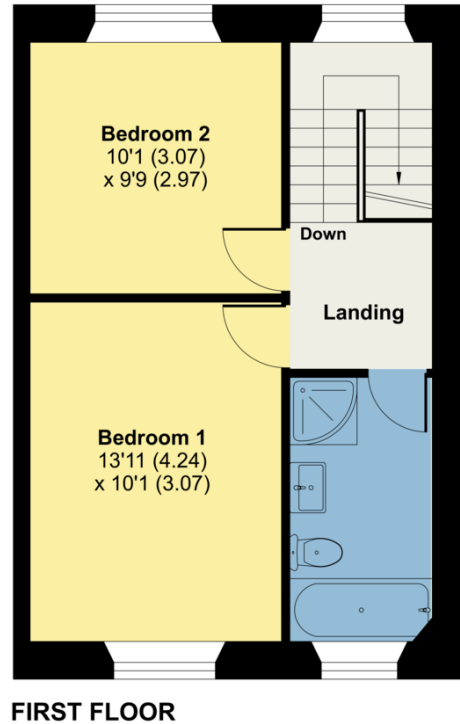 Bedroom 2
10'1 (3.07)
x 9'9 (2.97)
Down
Landing
Bedroom 1
13'11 (4.24)
x 10'1 (3.07)
FIRST FLOOR